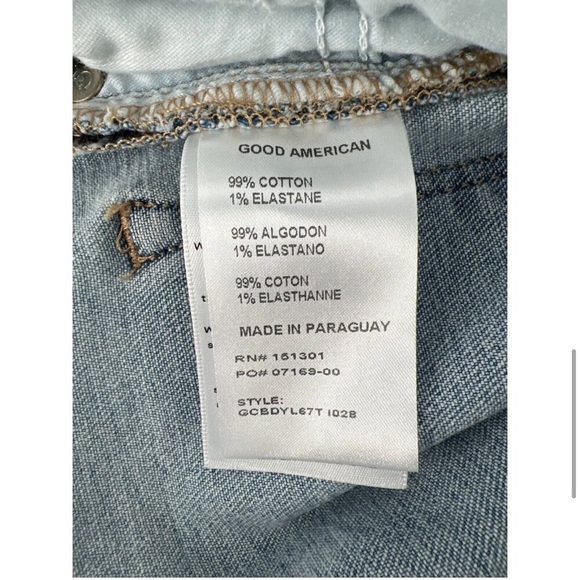 GOOD AMERICAN
99% COTTON
1% ELASTANE
99% ALGODON
1% ELASTANO
99% COTON
1% ELASTHANNE
MADE IN PARAGUAY
RN# 151301
PO# 07169-00
STYLE:
GCBDYL67T I028